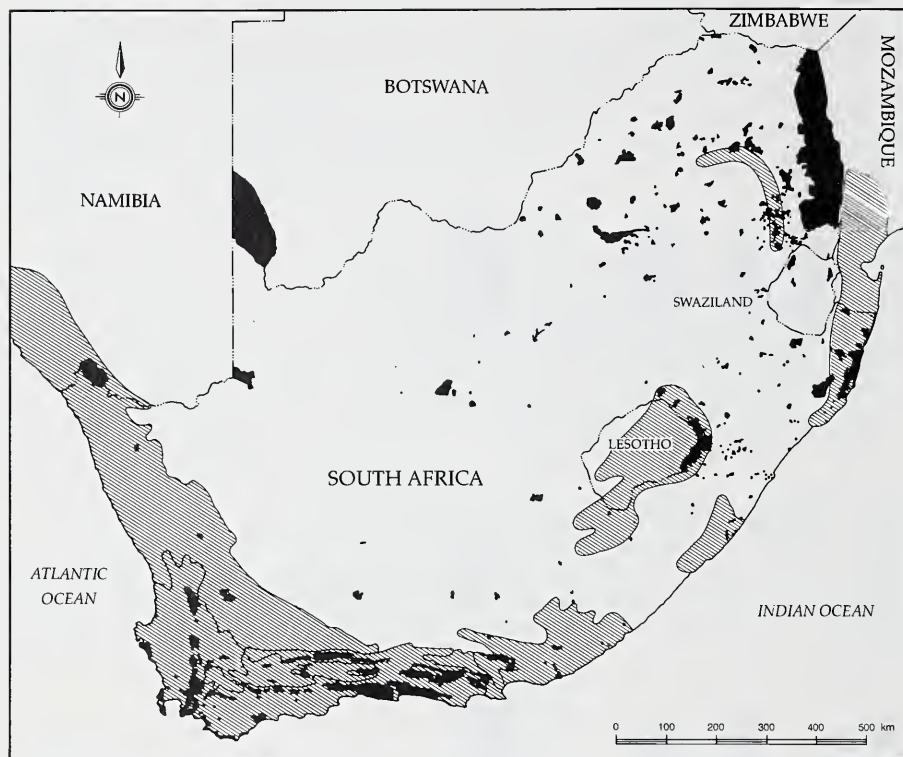 ZIMBABWE
MOZAMBIQUE
N
BOTSWANA
NAMIBIA
SWAZILAND
LESOTHO
SOUTH AFRICA
ATLANTIC
OCEAN
INDIAN OCEAN
0 100 200 300 400 500 km